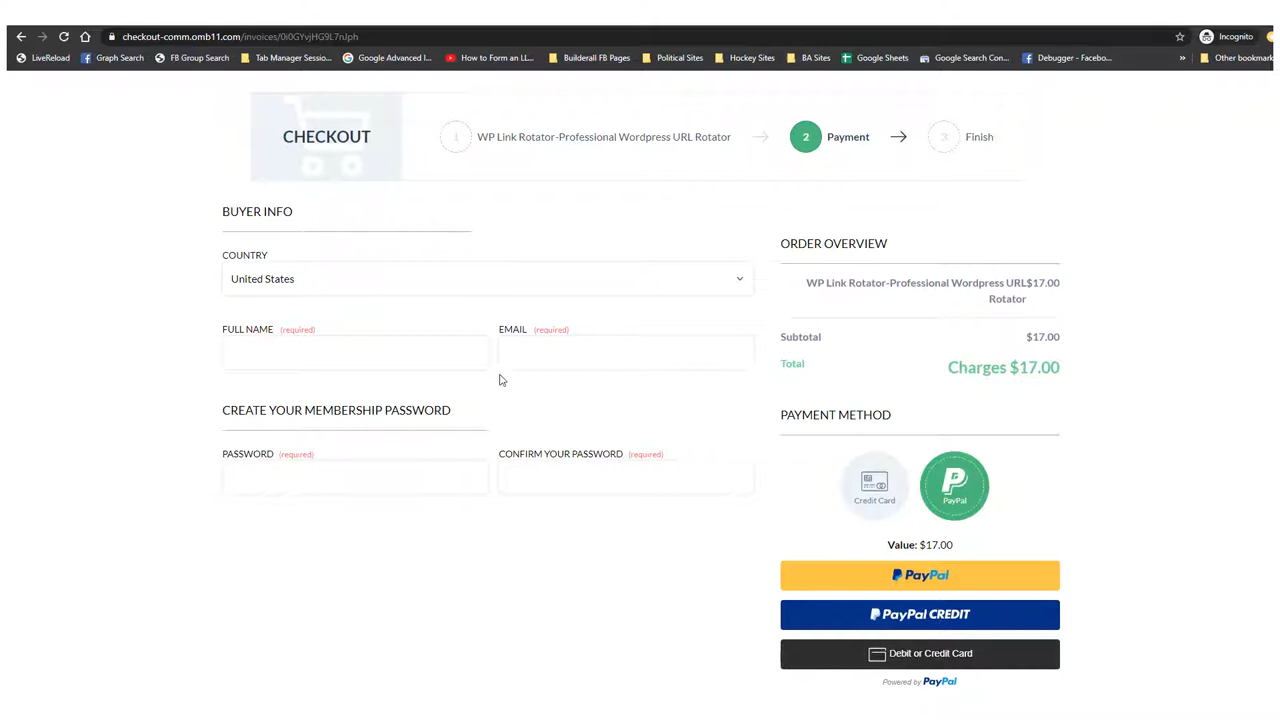 checkout-comm.omb11.com/invoices/0i0GYvjHG9L7nJph
Incognito
LiveReload Graph Search FB Group Search Tab Manager Sessio... Google Advanced I... How to Form an LL... Builderall FB Pages Political Sites Hockey Sites BA Sites Google Sheets Google Search Con... Debugger - Facebo... » Other bookmark
CHECKOUT 1 WP Link Rotator-Professional Wordpress URL Rotator 2 Payment 3 Finish
BUYER INFO
COUNTRY
United States
FULL NAME (required) EMAIL (required)
CREATE YOUR MEMBERSHIP PASSWORD
PASSWORD (required) CONFIRM YOUR PASSWORD (required)
ORDER OVERVIEW
WP Link Rotator-Professional Wordpress URL $17.00
Rotator
Subtotal $17.00
Total Charges $17.00
PAYMENT METHOD
Credit Card PayPal
Value: $17.00
PayPal
PayPal CREDIT
Debit or Credit Card
Powered by PayPal